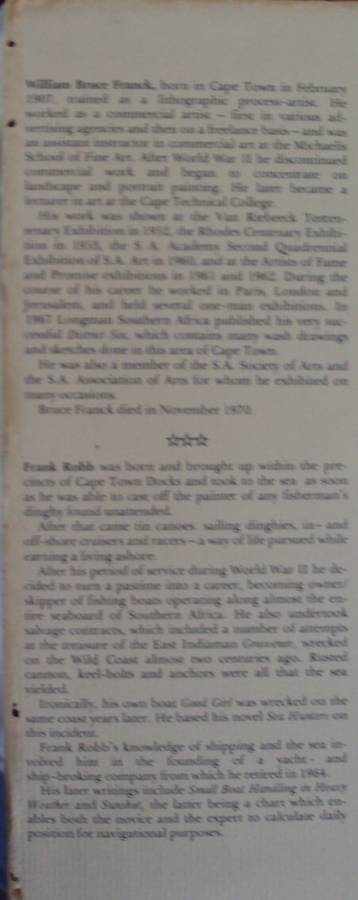 William Bruce Franck, born in Cape Town in February
1907, trained as a lithographic process-artist. He
worked as a commercial artist – first in various ad-
vertising agencies and then on a freelance basis – and was
an assistant instructor in commercial art at the Michaelis
School of Fine Art. After World War II he discontinued
commercial work and began to concentrate on
landscape and portrait painting. He later became a
lecturer in art at the Cape Technical College.
His work was shown at the Van Riebeeck Tercen-
tenary Exhibition in 1952, the Rhodes Centenary Exhibi-
tion in 1953, the S. A. Academy Second Quadrennial
Exhibition of S.A. Art in 1960, and at the Artists of Fame
and Promise exhibitions in 1961 and 1962. During the
course of his career he worked in Paris, London and
Jerusalem, and held several one-man exhibitions. In
1967 Longman Southern Africa published his very suc-
cessful District Six, which contains many wash drawings
and sketches done in this area of Cape Town.
He was also a member of the S.A. Society of Arts and
the S.A. Association of Arts for whom he exhibited on
many occasions.
Bruce Franck died in November 1970.
☆☆☆
Frank Robb was born and brought up within the pre-
cincts of Cape Town Docks and took to the sea as soon
as he was able to cast off the painter of any fisherman's
dinghy found unattended.
After that came tin canoes, sailing dinghies, in- and
off-shore cruisers and racers – a way of life pursued while
earning a living ashore.
After his period of service during World War II he de-
cided to turn a pastime into a career, becoming owner/
skipper of fishing boats operating along almost the en-
tire seaboard of Southern Africa. He also undertook
salvage contracts, which included a number of attempts
at the treasure of the East Indiaman Grosvenor, wrecked
on the Wild Coast almost two centuries ago. Rusted
cannon, keel-bolts and anchors were all that the sea
yielded.
Ironically, his own boat Good Girl was wrecked on the
same coast years later. He based his novel Sea Hunters on
this incident.
Frank Robb's knowledge of shipping and the sea in-
volved him in the founding of a yacht- and
ship-broking company from which he retired in 1964.
His later writings include Small Boat Handling in Heavy
Weather and Sunshot, the latter being a chart which en-
ables both the novice and the expert to calculate daily
position for navigational purposes.